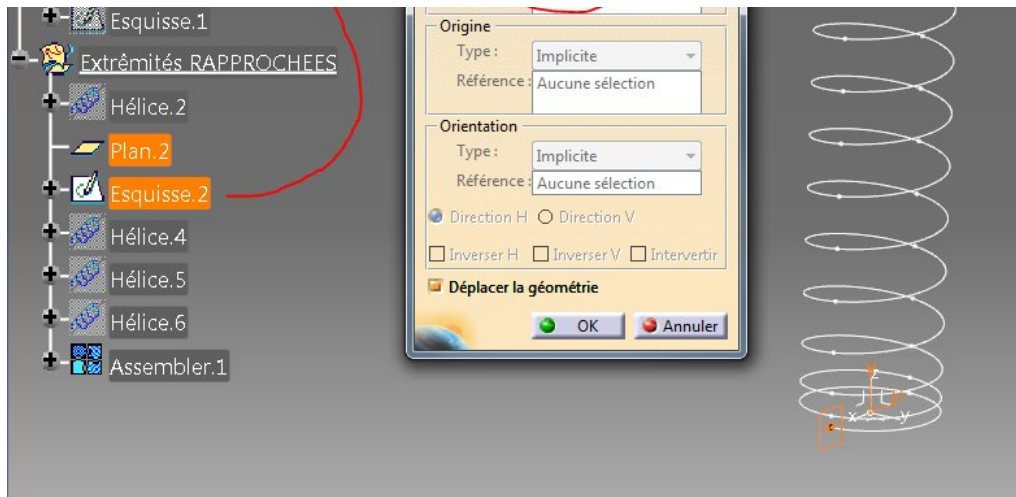 Esquisse.1
Extrêmités RAPPROCHEES
Hélice.2
Plan.2
Esquisse.2
Hélice.4
Hélice.5
Hélice.6
Assembler.1
Origine
Type : Implicite
Référence : Aucune sélection
Orientation
Type : Implicite
Référence : Aucune sélection
Direction H Direction V
Inverser H Inverser V Intervertir
Déplacer la géométrie
OK Annuler
z
x y